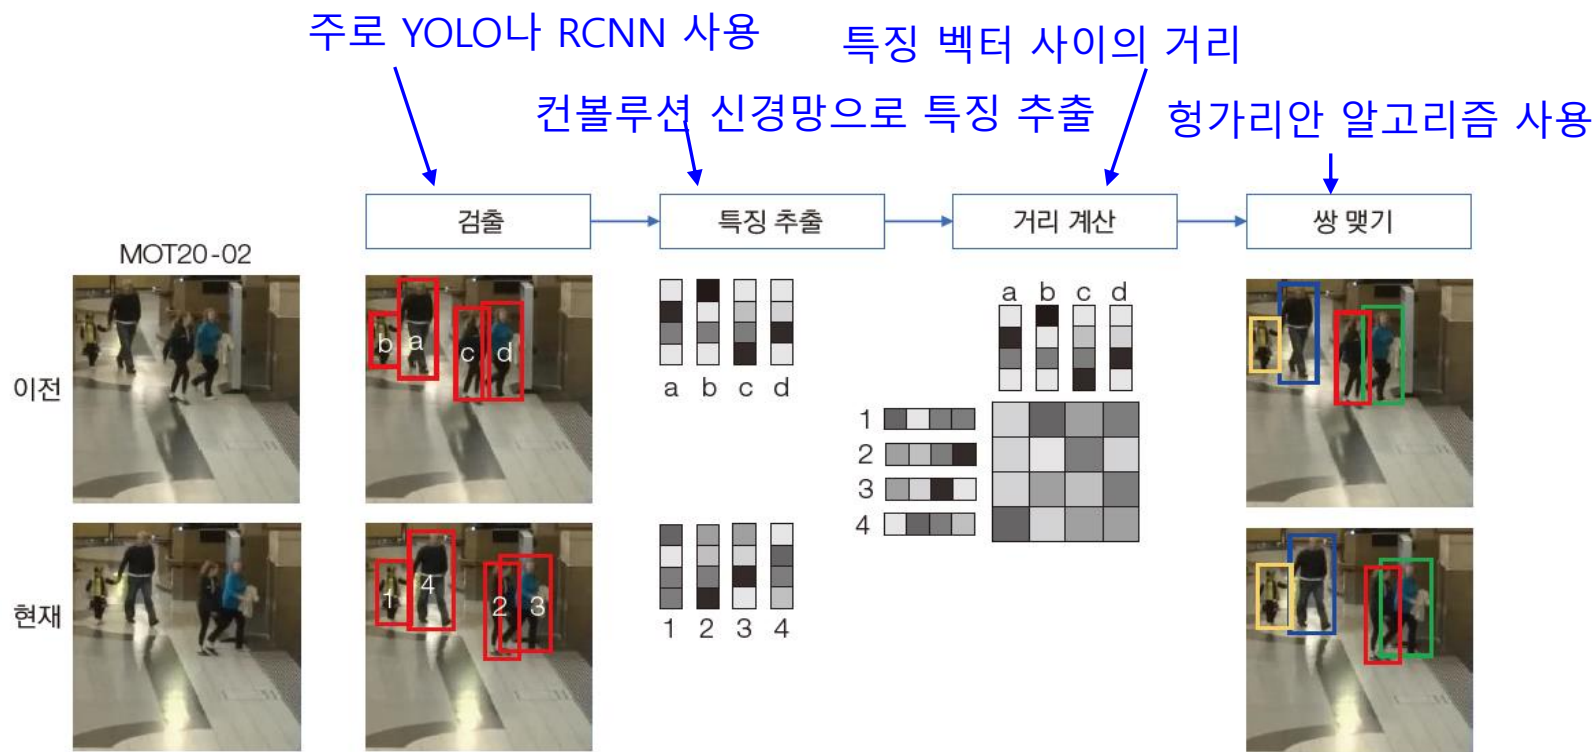 주로 YOLO나 RCNN 사용
특징 벡터 사이의 거리
컨볼루션 신경망으로 특징 추출
헝가리안 알고리즘 사용
검출
특징 추출
거리 계산
쌍 맺기
MOT20-02
이전
b a c d
a b c d
a b c d
1
2
3
4
현재
1 4 2 3
1 2 3 4